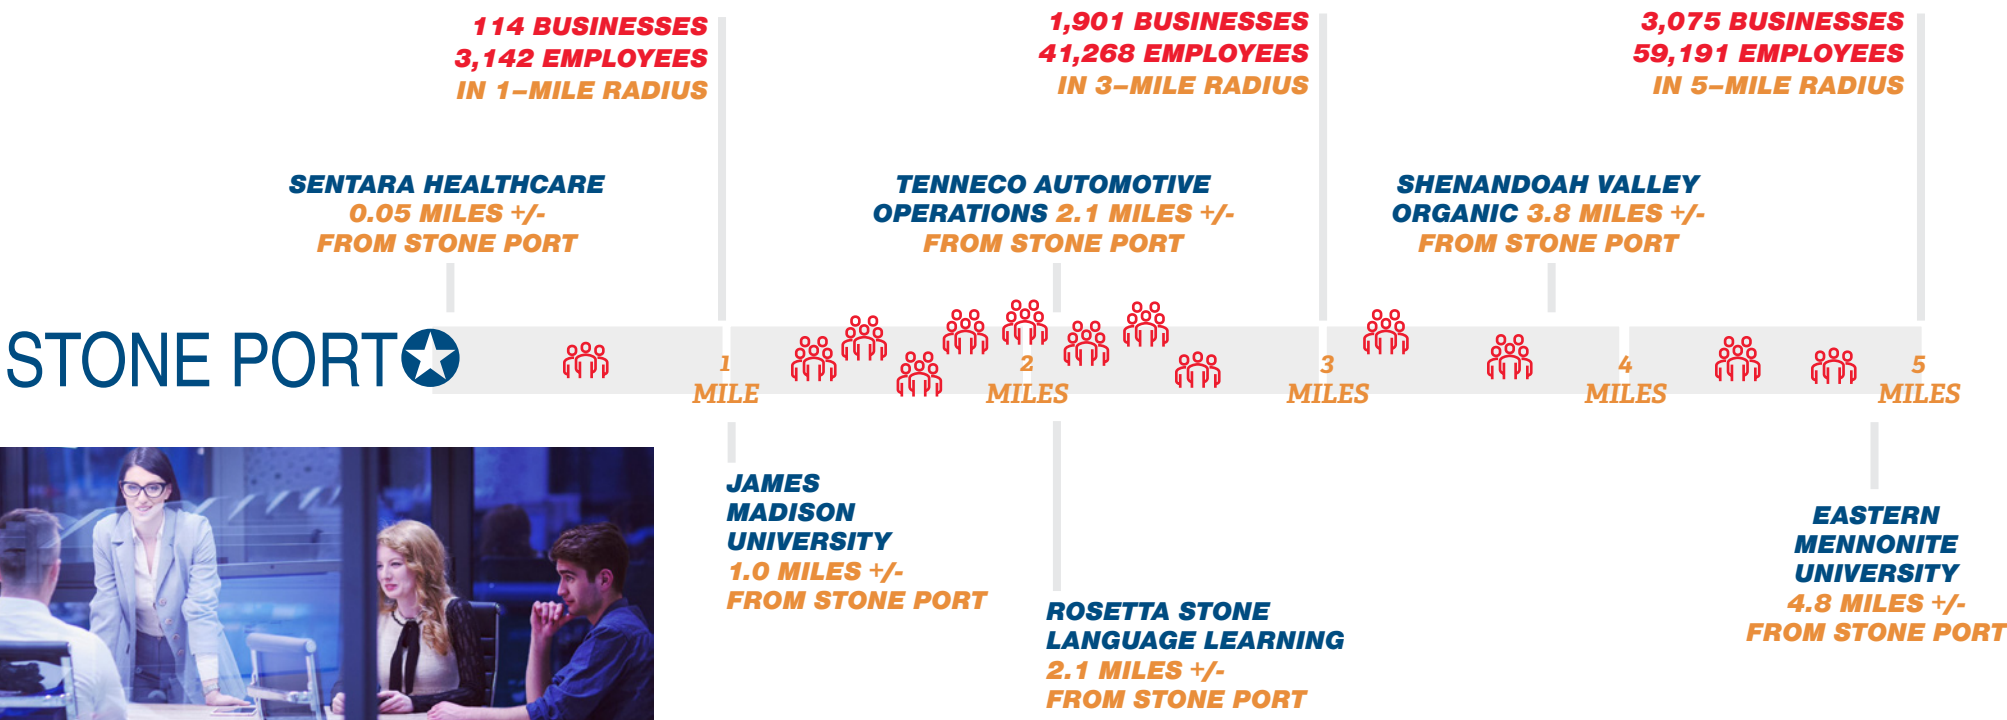 114 BUSINESSES
3,142 EMPLOYEES
IN 1–MILE RADIUS
1,901 BUSINESSES
41,268 EMPLOYEES
IN 3–MILE RADIUS
3,075 BUSINESSES
59,191 EMPLOYEES
IN 5–MILE RADIUS
SENTARA HEALTHCARE
0.05 MILES +/-
FROM STONE PORT
TENNECO AUTOMOTIVE
OPERATIONS 2.1 MILES +/-
FROM STONE PORT
SHENANDOAH VALLEY
ORGANIC 3.8 MILES +/-
FROM STONE PORT
STONE PORT
1
MILE
2
MILES
3
MILES
4
MILES
5
MILES
JAMES
MADISON
UNIVERSITY
1.0 MILES +/-
FROM STONE PORT
ROSETTA STONE
LANGUAGE LEARNING
2.1 MILES +/-
FROM STONE PORT
EASTERN
MENNONITE
UNIVERSITY
4.8 MILES +/-
FROM STONE PORT